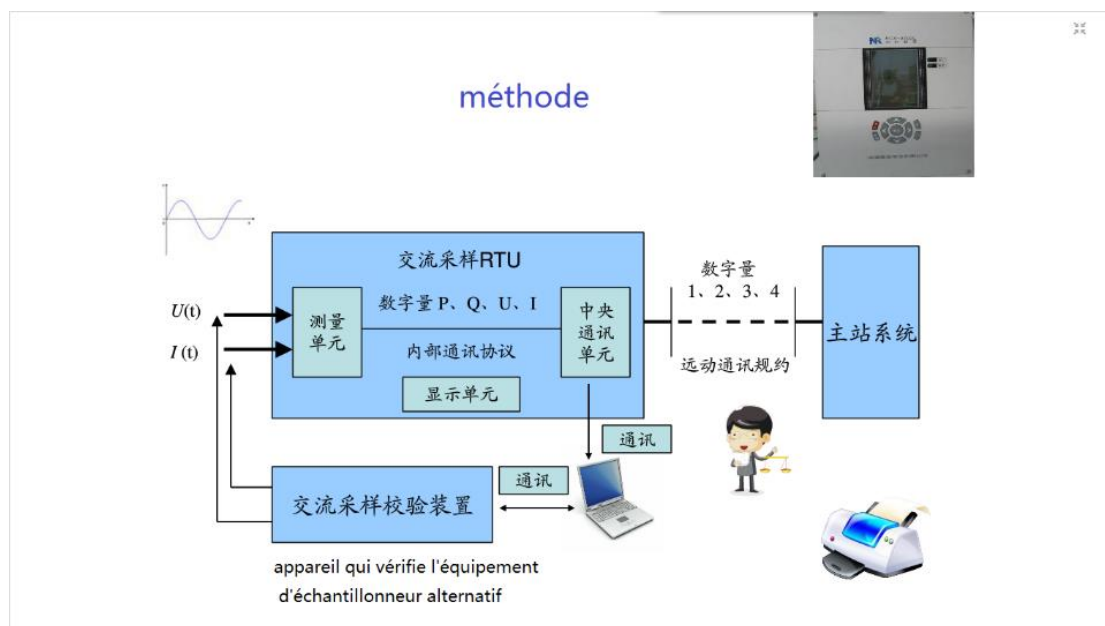 méthode
交流采样RTU
数字量 P、Q、U、I
测量
单元
内部通讯协议
显示单元
中央
通讯
单元
U(t)
I (t)
数字量
1、2、3、4
远动通讯规约
主站系统
通讯
通讯
交流采样校验装置
appareil qui vérifie l'équipement
d'échantillonneur alternatif